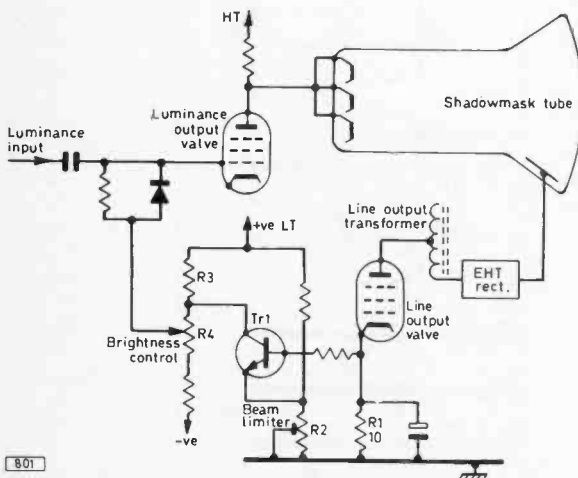 HT
Luminance
output
valve
Shadowmask tube
Luminance
input
+ve LT
Line output
transformer
EHT
rect.
R3
Tr1
Line
output
valve
R4
Brightness
control
Beam
limiter
R2
R1
10
-ve
801